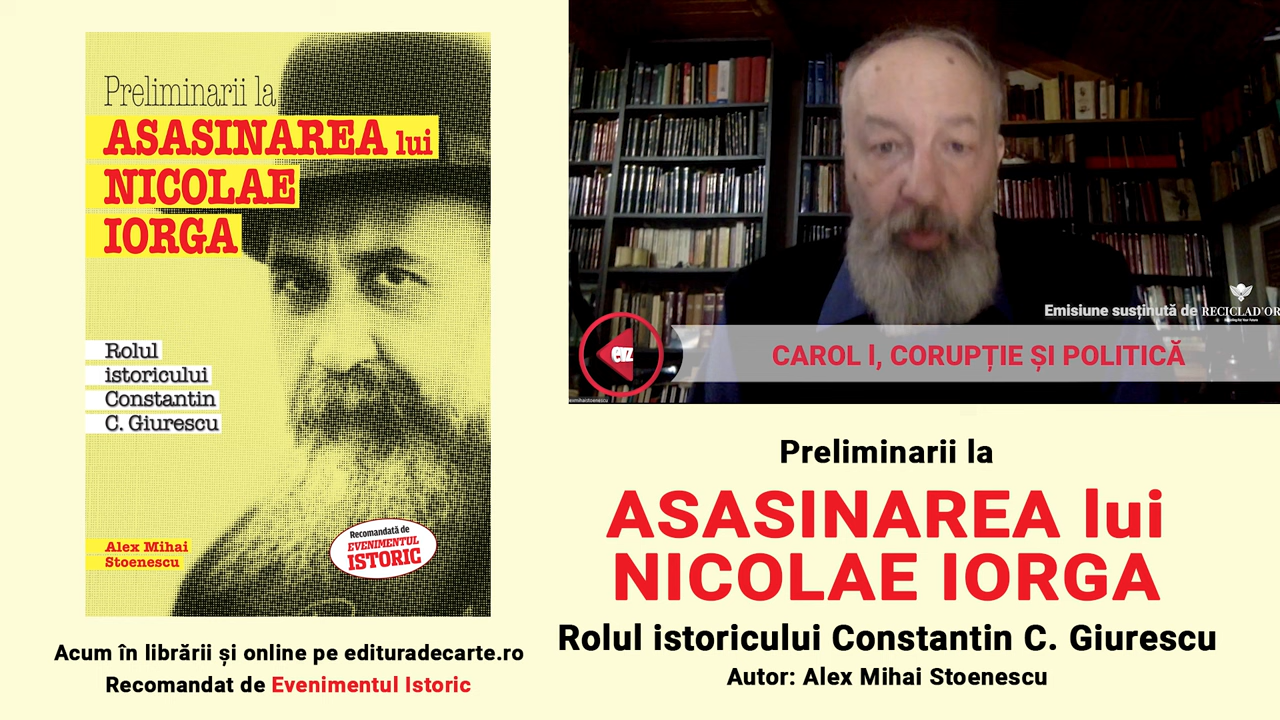 Preliminarii la
ASASINAREA lui
NICOLAE
IORGA
Rolul
istoricului
Constantin
C. Giurescu
Alex Mihai
Stoenescu
Recomandată de
EVENIMENTUL
ISTORIC
Acum în librării și online pe edituradecarte.ro
Recomandat de Evenimentul Istoric
Emisiune susținută de RECICLAD'OR
evz
CAROL I, CORUPȚIE ȘI POLITICĂ
Preliminarii la
ASASINAREA lui
NICOLAE IORGA
Rolul istoricului Constantin C. Giurescu
Autor: Alex Mihai Stoenescu